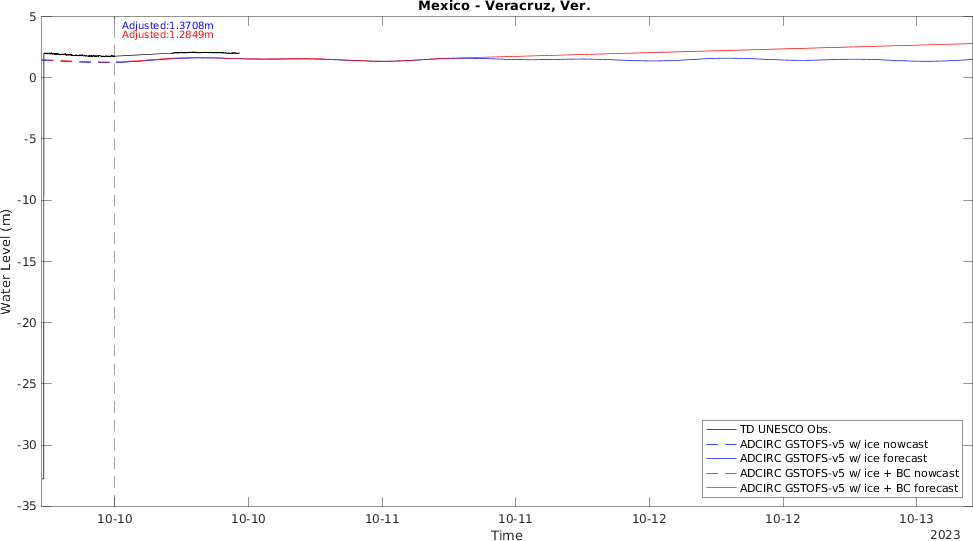 Mexico - Veracruz, Ver.
Adjusted:1.3708m
Adjusted:1.2849m
5
0
-5
-10
-15
-20
-25
-30
-35
Water Level (m)
TD UNESCO Obs.
ADCIRC GSTOFS-v5 w/ ice nowcast
ADCIRC GSTOFS-v5 w/ ice forecast
ADCIRC GSTOFS-v5 w/ ice + BC nowcast
ADCIRC GSTOFS-v5 w/ ice + BC forecast
10-10 10-10 10-11 10-11 10-12 10-12 10-13
Time
2023